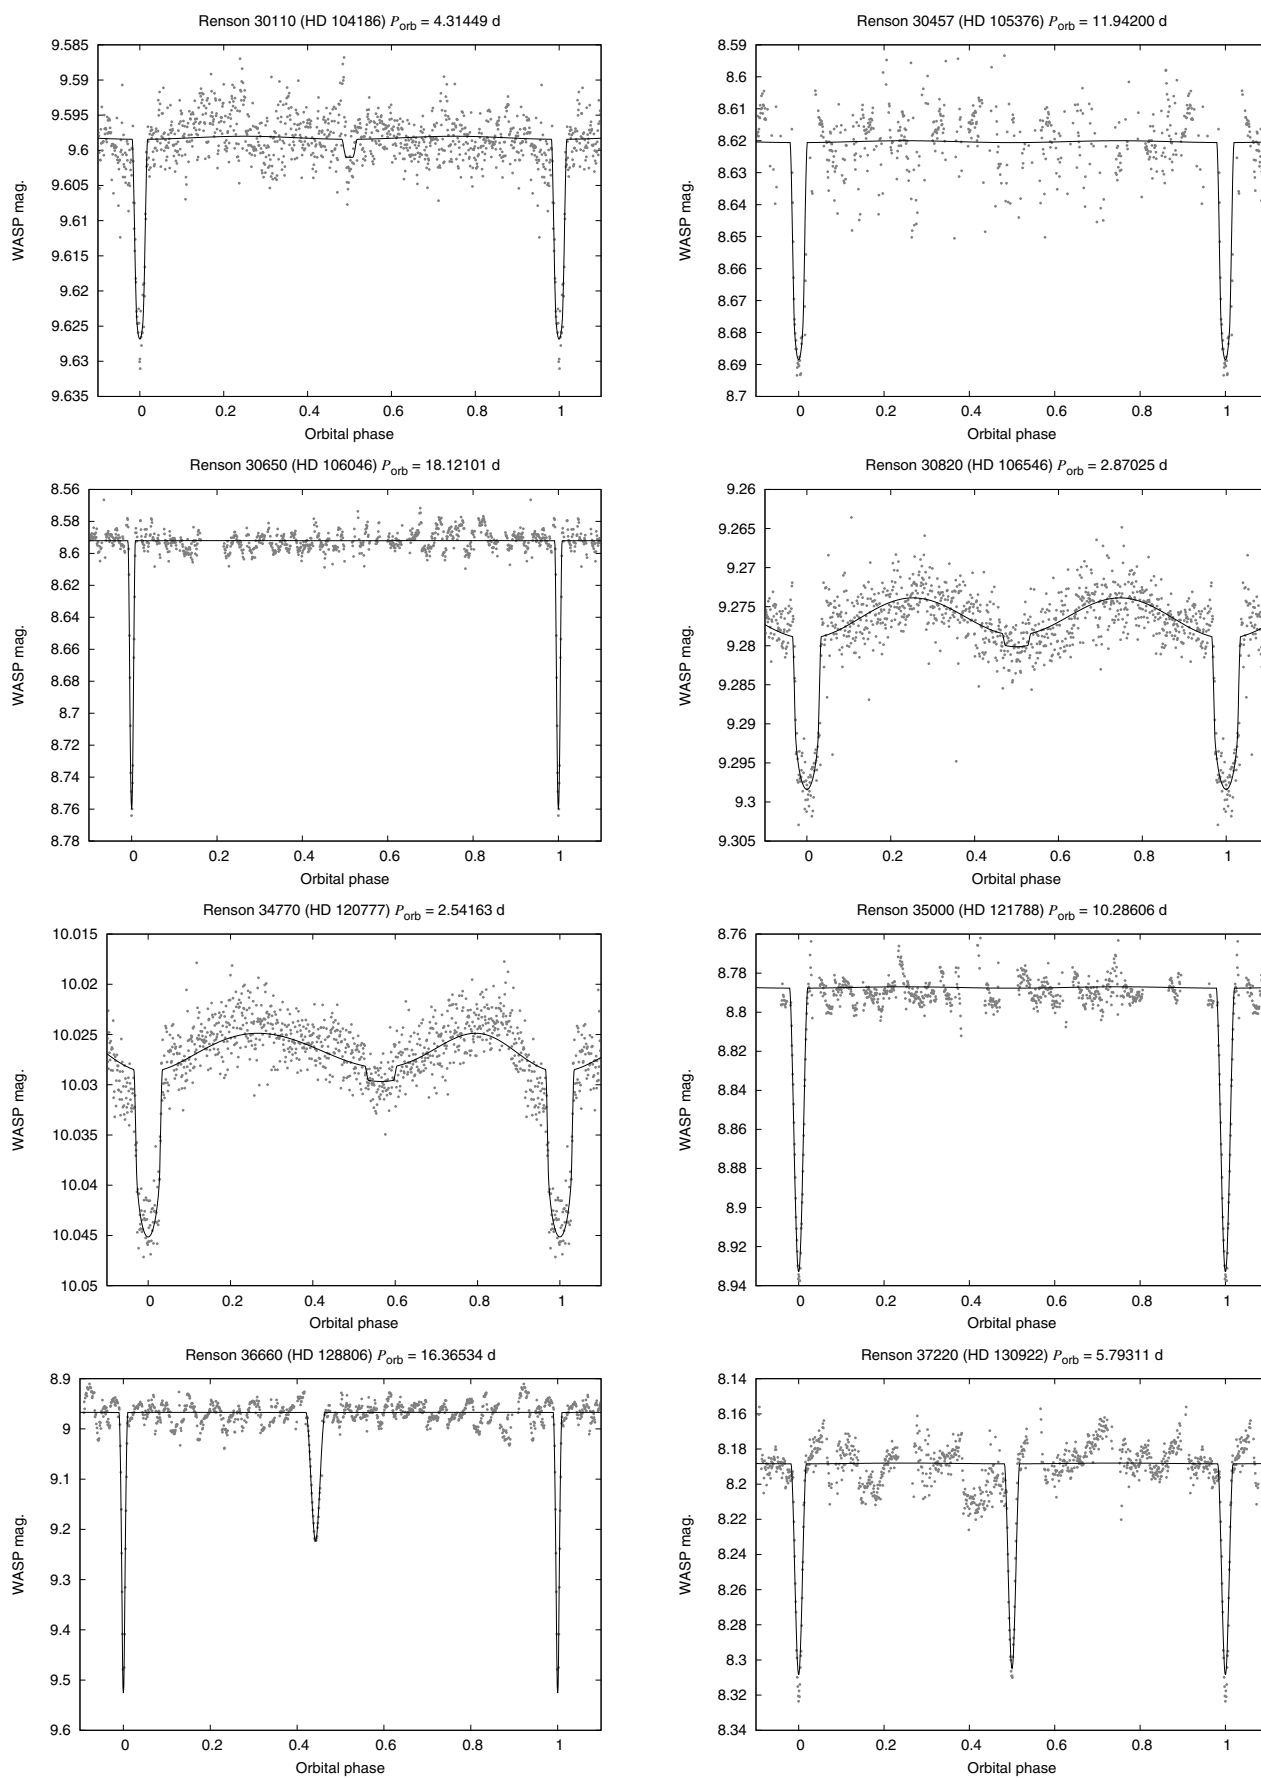 Renson 30110 (HD 104186) Porb = 4.31449 d
9.585
9.59
9.595
9.6
9.605
9.61
9.615
9.62
9.625
9.63
9.635
WASP mag.
0 0.2 0.4 0.6 0.8 1
Orbital phase
Renson 30457 (HD 105376) Porb = 11.94200 d
8.59
8.6
8.61
8.62
8.63
8.64
8.65
8.66
8.67
8.68
8.69
8.7
WASP mag.
0 0.2 0.4 0.6 0.8 1
Orbital phase
Renson 30650 (HD 106046) Porb = 18.12101 d
8.56
8.58
8.6
8.62
8.64
8.66
8.68
8.7
8.72
8.74
8.76
8.78
WASP mag.
0 0.2 0.4 0.6 0.8 1
Orbital phase
Renson 30820 (HD 106546) Porb = 2.87025 d
9.26
9.265
9.27
9.275
9.28
9.285
9.29
9.295
9.3
9.305
WASP mag.
0 0.2 0.4 0.6 0.8 1
Orbital phase
Renson 34770 (HD 120777) Porb = 2.54163 d
10.015
10.02
10.025
10.03
10.035
10.04
10.045
10.05
WASP mag.
0 0.2 0.4 0.6 0.8 1
Orbital phase
Renson 35000 (HD 121788) Porb = 10.28606 d
8.76
8.78
8.8
8.82
8.84
8.86
8.88
8.9
8.92
8.94
WASP mag.
0 0.2 0.4 0.6 0.8 1
Orbital phase
Renson 36660 (HD 128806) Porb = 16.36534 d
8.9
9
9.1
9.2
9.3
9.4
9.5
9.6
WASP mag.
0 0.2 0.4 0.6 0.8 1
Orbital phase
Renson 37220 (HD 130922) Porb = 5.79311 d
8.14
8.16
8.18
8.2
8.22
8.24
8.26
8.28
8.3
8.32
8.34
WASP mag.
0 0.2 0.4 0.6 0.8 1
Orbital phase